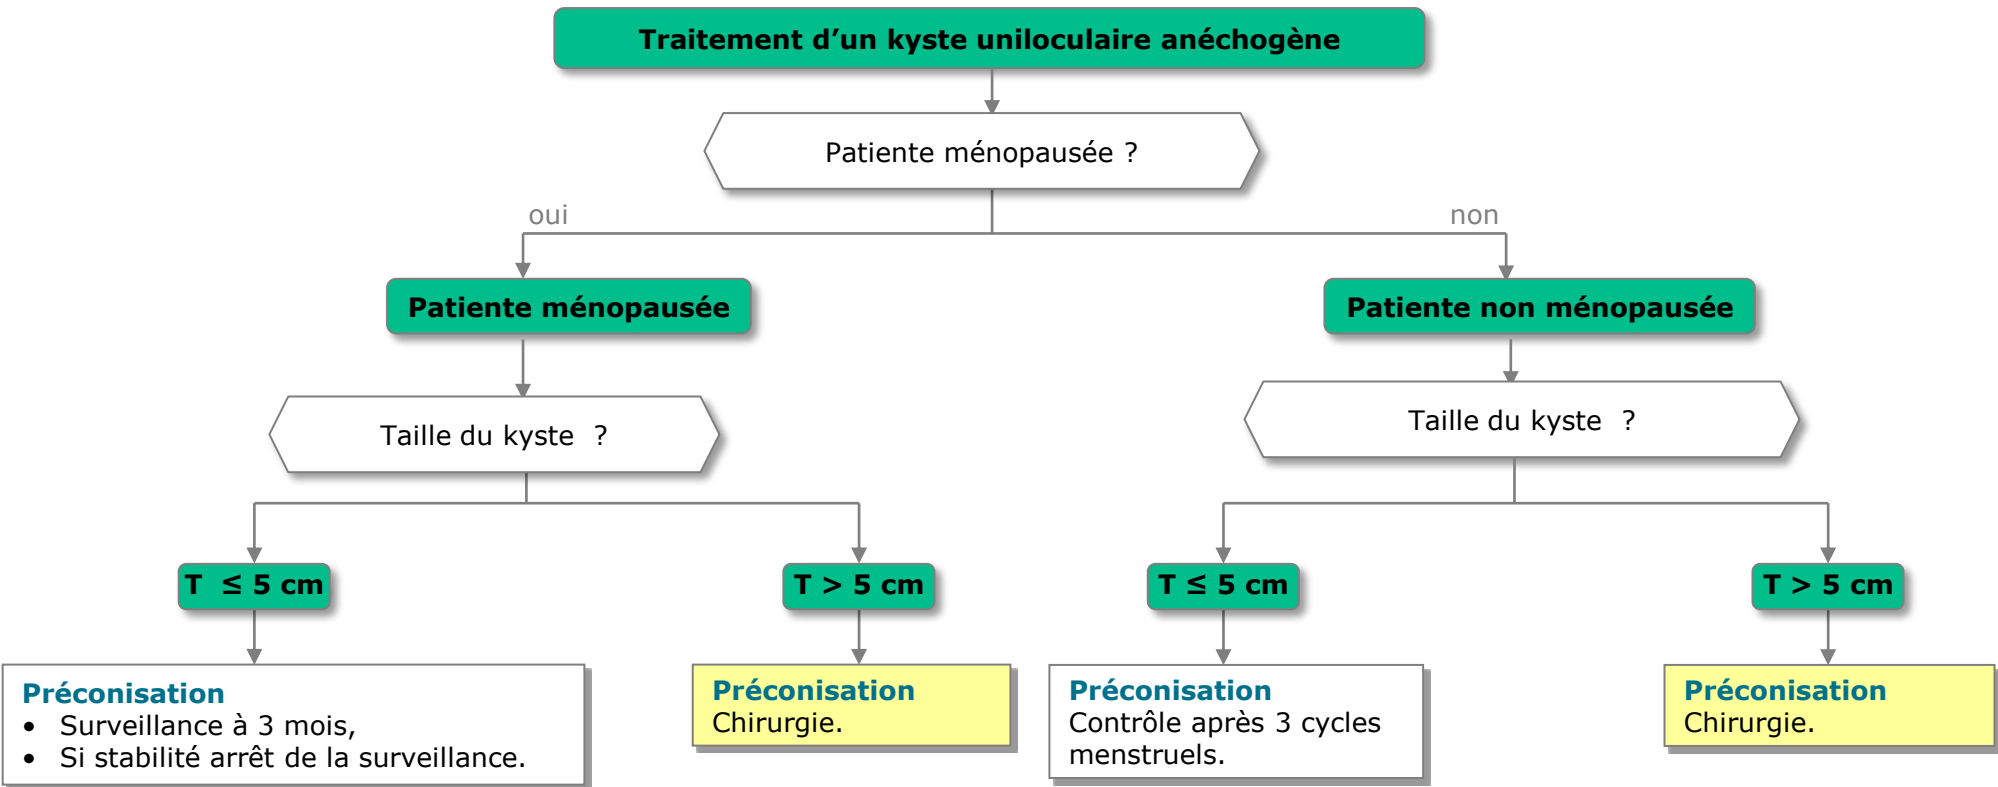 Traitement d’un kyste uniloculaire anéchogène
Patiente ménopausée ?
oui
non
Patiente ménopausée
Patiente non ménopausée
Taille du kyste ?
Taille du kyste ?
T ≤ 5 cm
T > 5 cm
T ≤ 5 cm
T > 5 cm
Préconisation
• Surveillance à 3 mois,
• Si stabilité arrêt de la surveillance.
Préconisation
Chirurgie.
Préconisation
Contrôle après 3 cycles
menstruels.
Préconisation
Chirurgie.